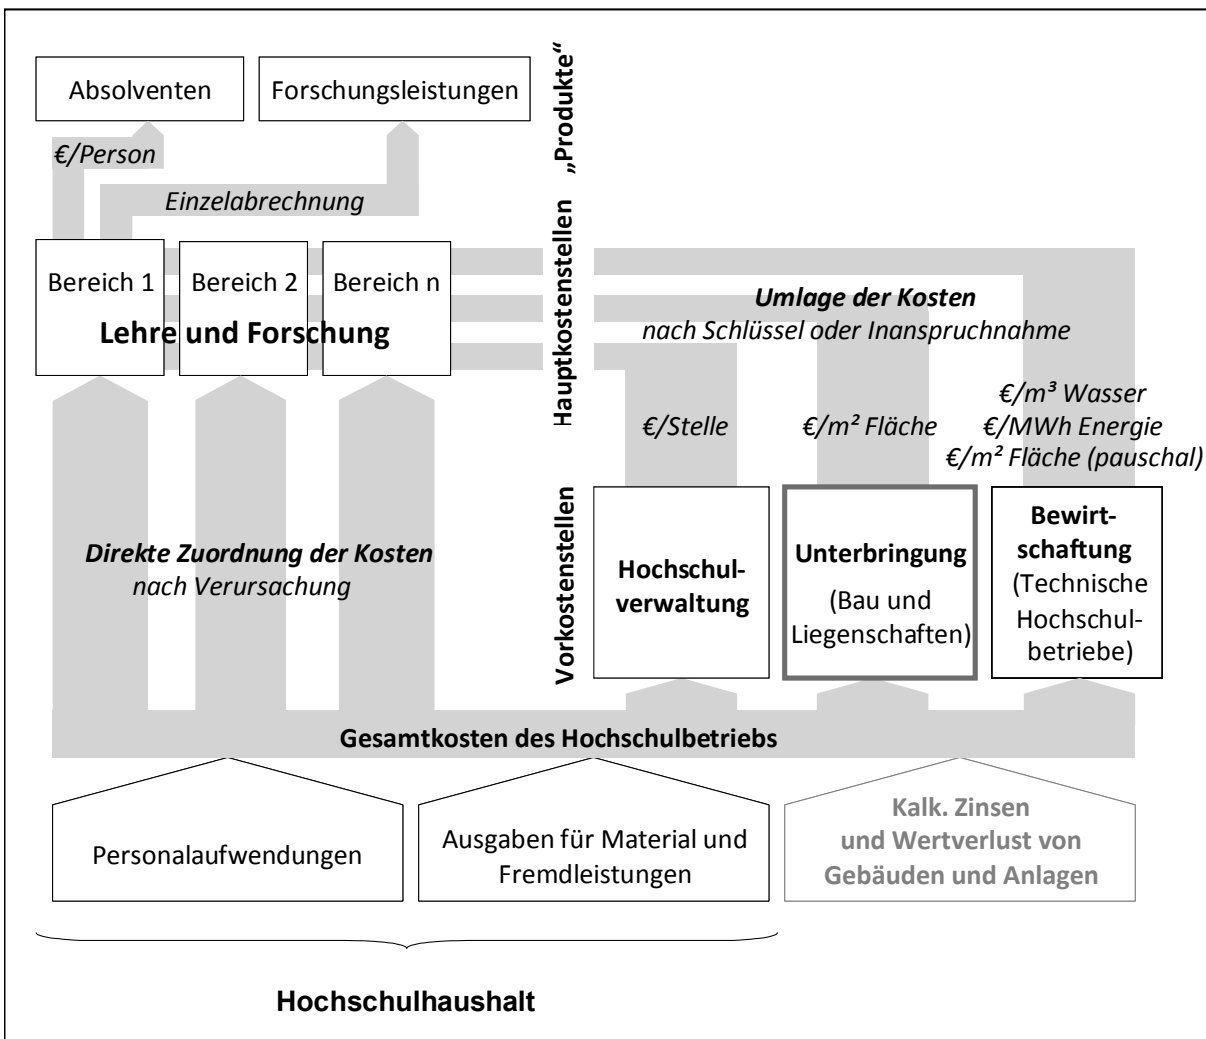 Absolventen
Forschungsleistungen
„Produkte“
€/Person
Einzelabrechnung
Bereich 1
Bereich 2
Bereich n
Lehre und Forschung
Hauptkostenstellen
Umlage der Kosten
nach Schlüssel oder Inanspruchnahme
€/Stelle
€/m² Fläche
€/m³ Wasser
€/MWh Energie
€/m² Fläche (pauschal)
Direkte Zuordnung der Kosten
nach Verursachung
Vorkostenstellen
Hochschul-
verwaltung
Unterbringung
(Bau und
Liegenschaften)
Bewirt-
schaftung
(Technische
Hochschul-
betriebe)
Gesamtkosten des Hochschulbetriebs
Personalaufwendungen
Ausgaben für Material und
Fremdleistungen
Kalk. Zinsen
und Wertverlust von
Gebäuden und Anlagen
Hochschulhaushalt